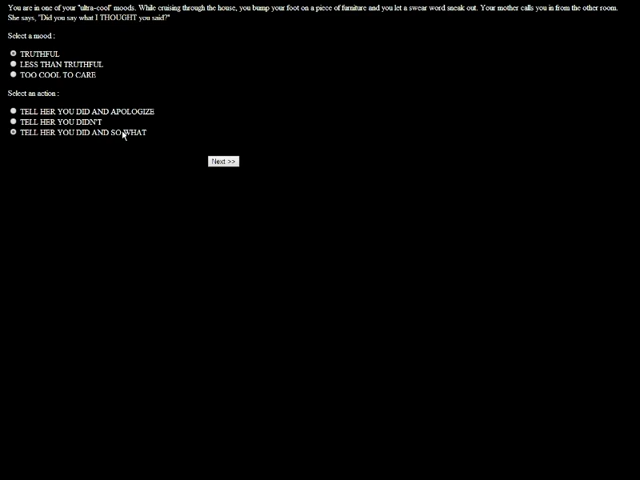 You are in one of your "ultra-cool" moods. While cruising through the house, you bump your foot on a piece of furniture and you let a swear word sneak out. Your mother calls you in from the other room.
She says, "Did you say what I THOUGHT you said?"
Select a mood :
TRUTHFUL
LESS THAN TRUTHFUL
TOO COOL TO CARE
Select an action :
TELL HER YOU DID AND APOLOGIZE
TELL HER YOU DIDN'T
TELL HER YOU DID AND SO WHAT
Next >>